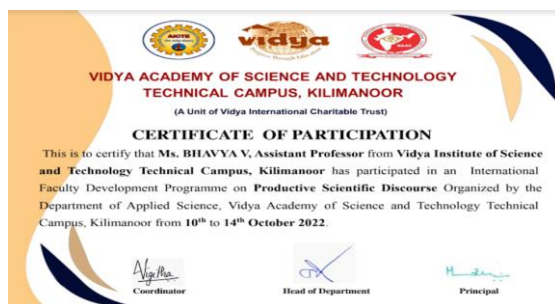 AICTE
vidya
NAAC
VIDYA ACADEMY OF SCIENCE AND TECHNOLOGY
TECHNICAL CAMPUS, KILIMANOOR
(A Unit of Vidya International Charitable Trust)
CERTIFICATE OF PARTICIPATION
This is to certify that Ms. BHAVYA V, Assistant Professor from Vidya Institute of Science
and Technology Technical Campus, Kilimanoor has participated in an International
Faculty Development Programme on Productive Scientific Discourse Organized by the
Department of Applied Science, Vidya Academy of Science and Technology Technical
Campus, Kilimanoor from 10th to 14th October 2022.
Coordinator
Head of Department
Principal